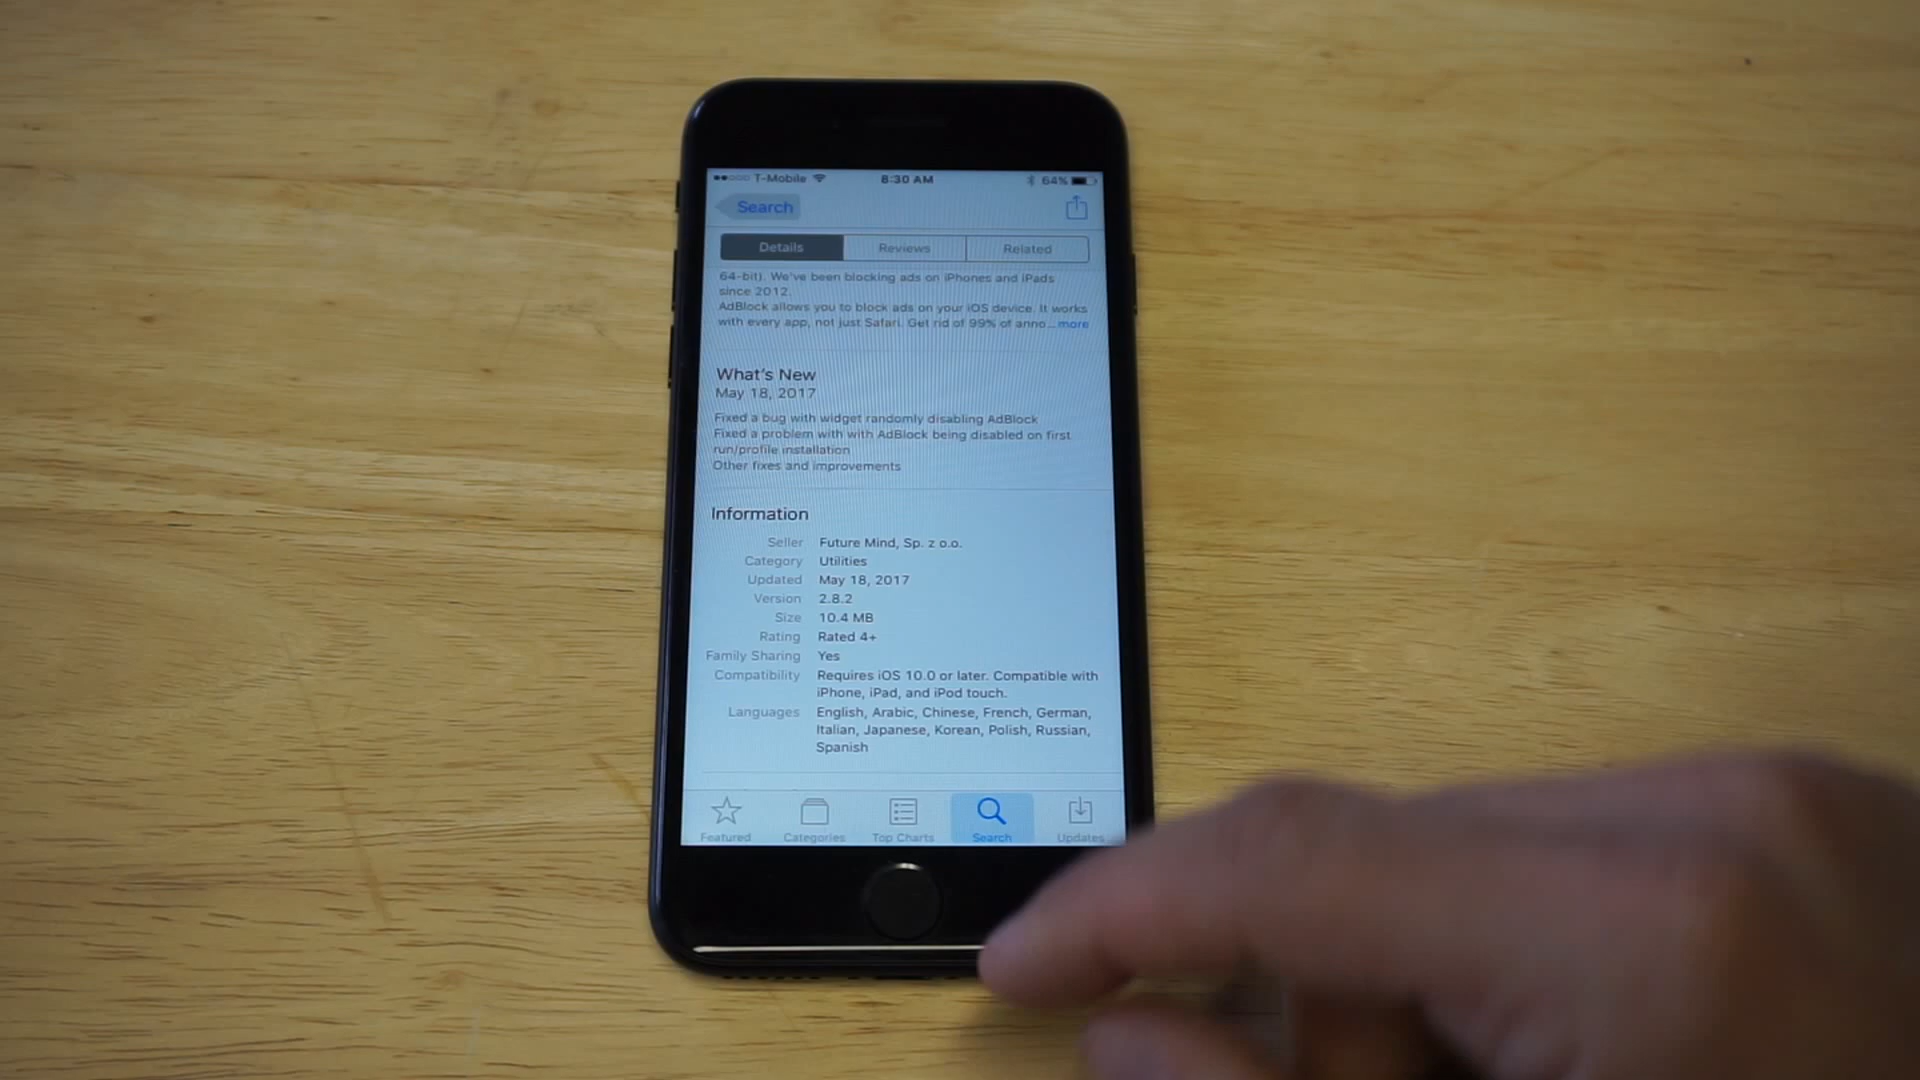 T-Mobile 8:30 AM 64%
Search
Details Reviews Related
64-bit). We've been blocking ads on iPhones and iPads
since 2012.
AdBlock allows you to block ads on your iOS device. It works
with every app, not just Safari. Get rid of 99% of anno... more
What's New
May 18, 2017
Fixed a bug with widget randomly disabling AdBlock
Fixed a problem with with AdBlock being disabled on first
run/profile installation
Other fixes and improvements
Information
Seller Future Mind, Sp. z o.o.
Category Utilities
Updated May 18, 2017
Version 2.8.2
Size 10.4 MB
Rating Rated 4+
Family Sharing Yes
Compatibility Requires iOS 10.0 or later. Compatible with
iPhone, iPad, and iPod touch.
Languages English, Arabic, Chinese, French, German,
Italian, Japanese, Korean, Polish, Russian,
Spanish
Featured Categories Top Charts Search Updates